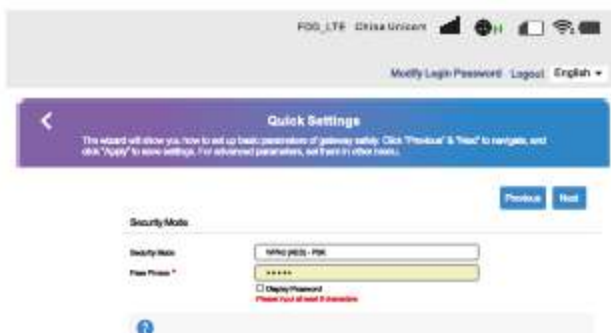 FDD_LTE China Unicom
Modify Login Password Logout English
Quick Settings
The wizard will show you how to set up basic parameters of gateway safely. Click "Previous" & "Next" to navigate, and
click "Apply" to save settings. For advanced parameters, set them in other menu.
Previous Next
Security Mode
Security Mode WPA2 (AES) - PSK
Pass Phrase *
Display Password
Please input at least 8 characters
?